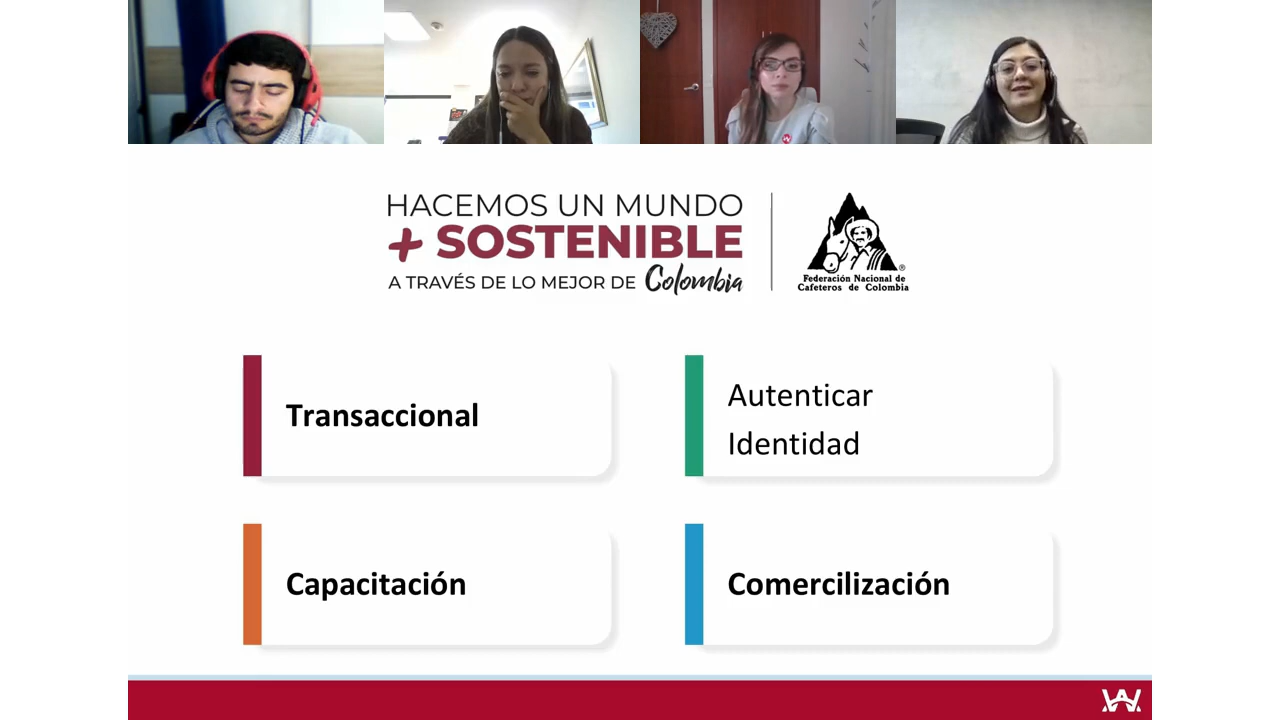 HACEMOS UN MUNDO
+ SOSTENIBLE
A TRAVÉS DE LO MEJOR DE Colombia
Federación Nacional de
Cafeteros de Colombia
®
Transaccional
Autenticar
Identidad
Capacitación
Comercilización